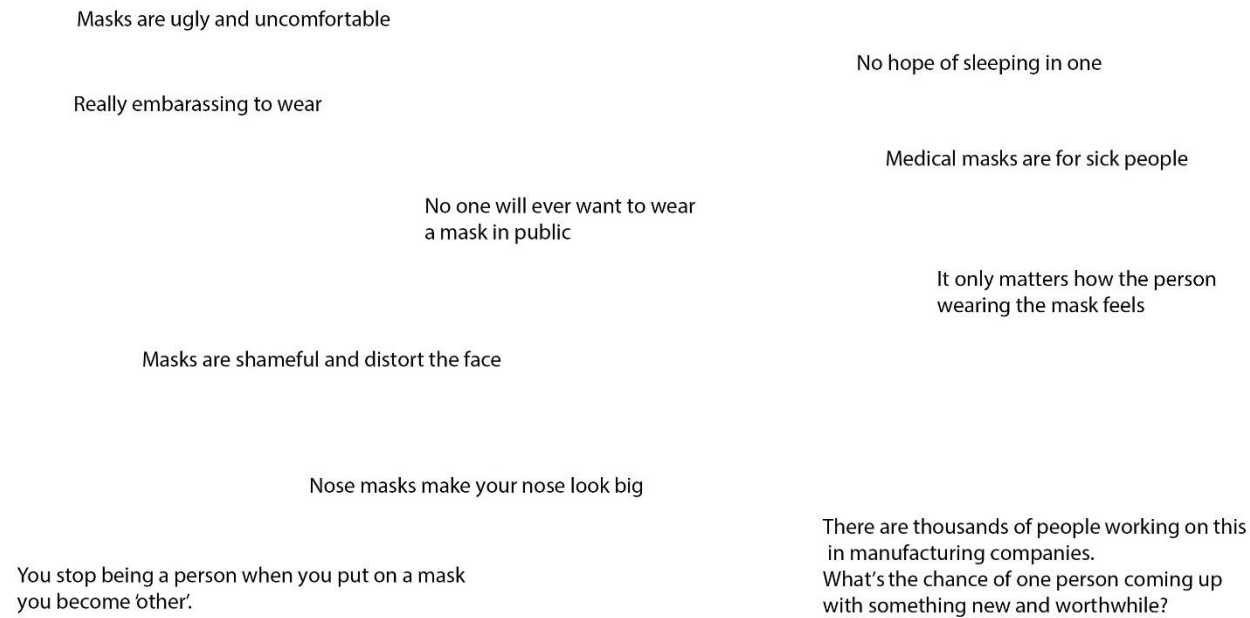 Masks are ugly and uncomfortable
No hope of sleeping in one
Really embarassing to wear
Medical masks are for sick people
No one will ever want to wear
a mask in public
It only matters how the person
wearing the mask feels
Masks are shameful and distort the face
Nose masks make your nose look big
There are thousands of people working on this
in manufacturing companies.
What's the chance of one person coming up
with something new and worthwhile?
You stop being a person when you put on a mask
you become 'other'.